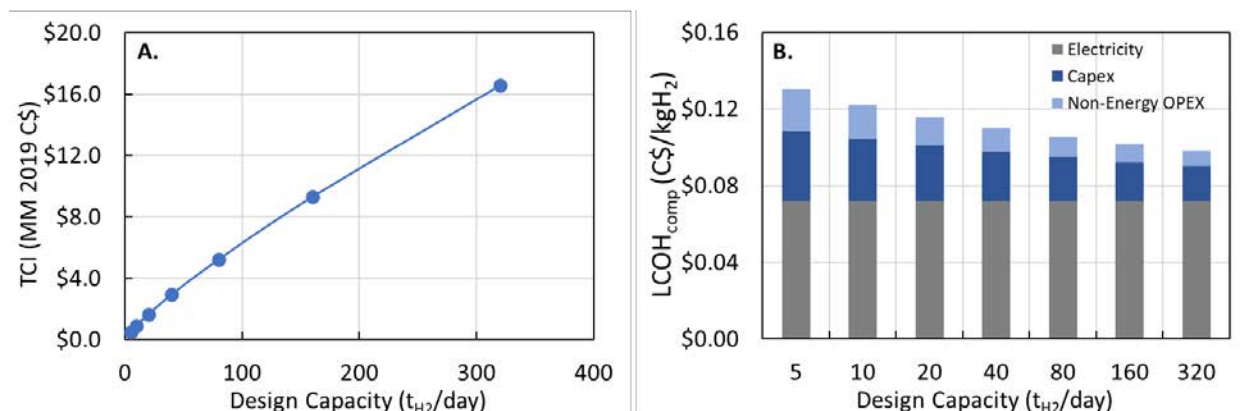 A.
TCI (MM 2019 C$)
$20.0
$16.0
$12.0
$8.0
$4.0
$0.0
0 100 200 300 400
Design Capacity (tH2/day)
B.
Electricity
Capex
Non-Energy OPEX
LCOHcomp (C$/kgH2)
$0.16
$0.12
$0.08
$0.04
$0.00
5 10 20 40 80 160 320
Design Capacity (tH2/day)